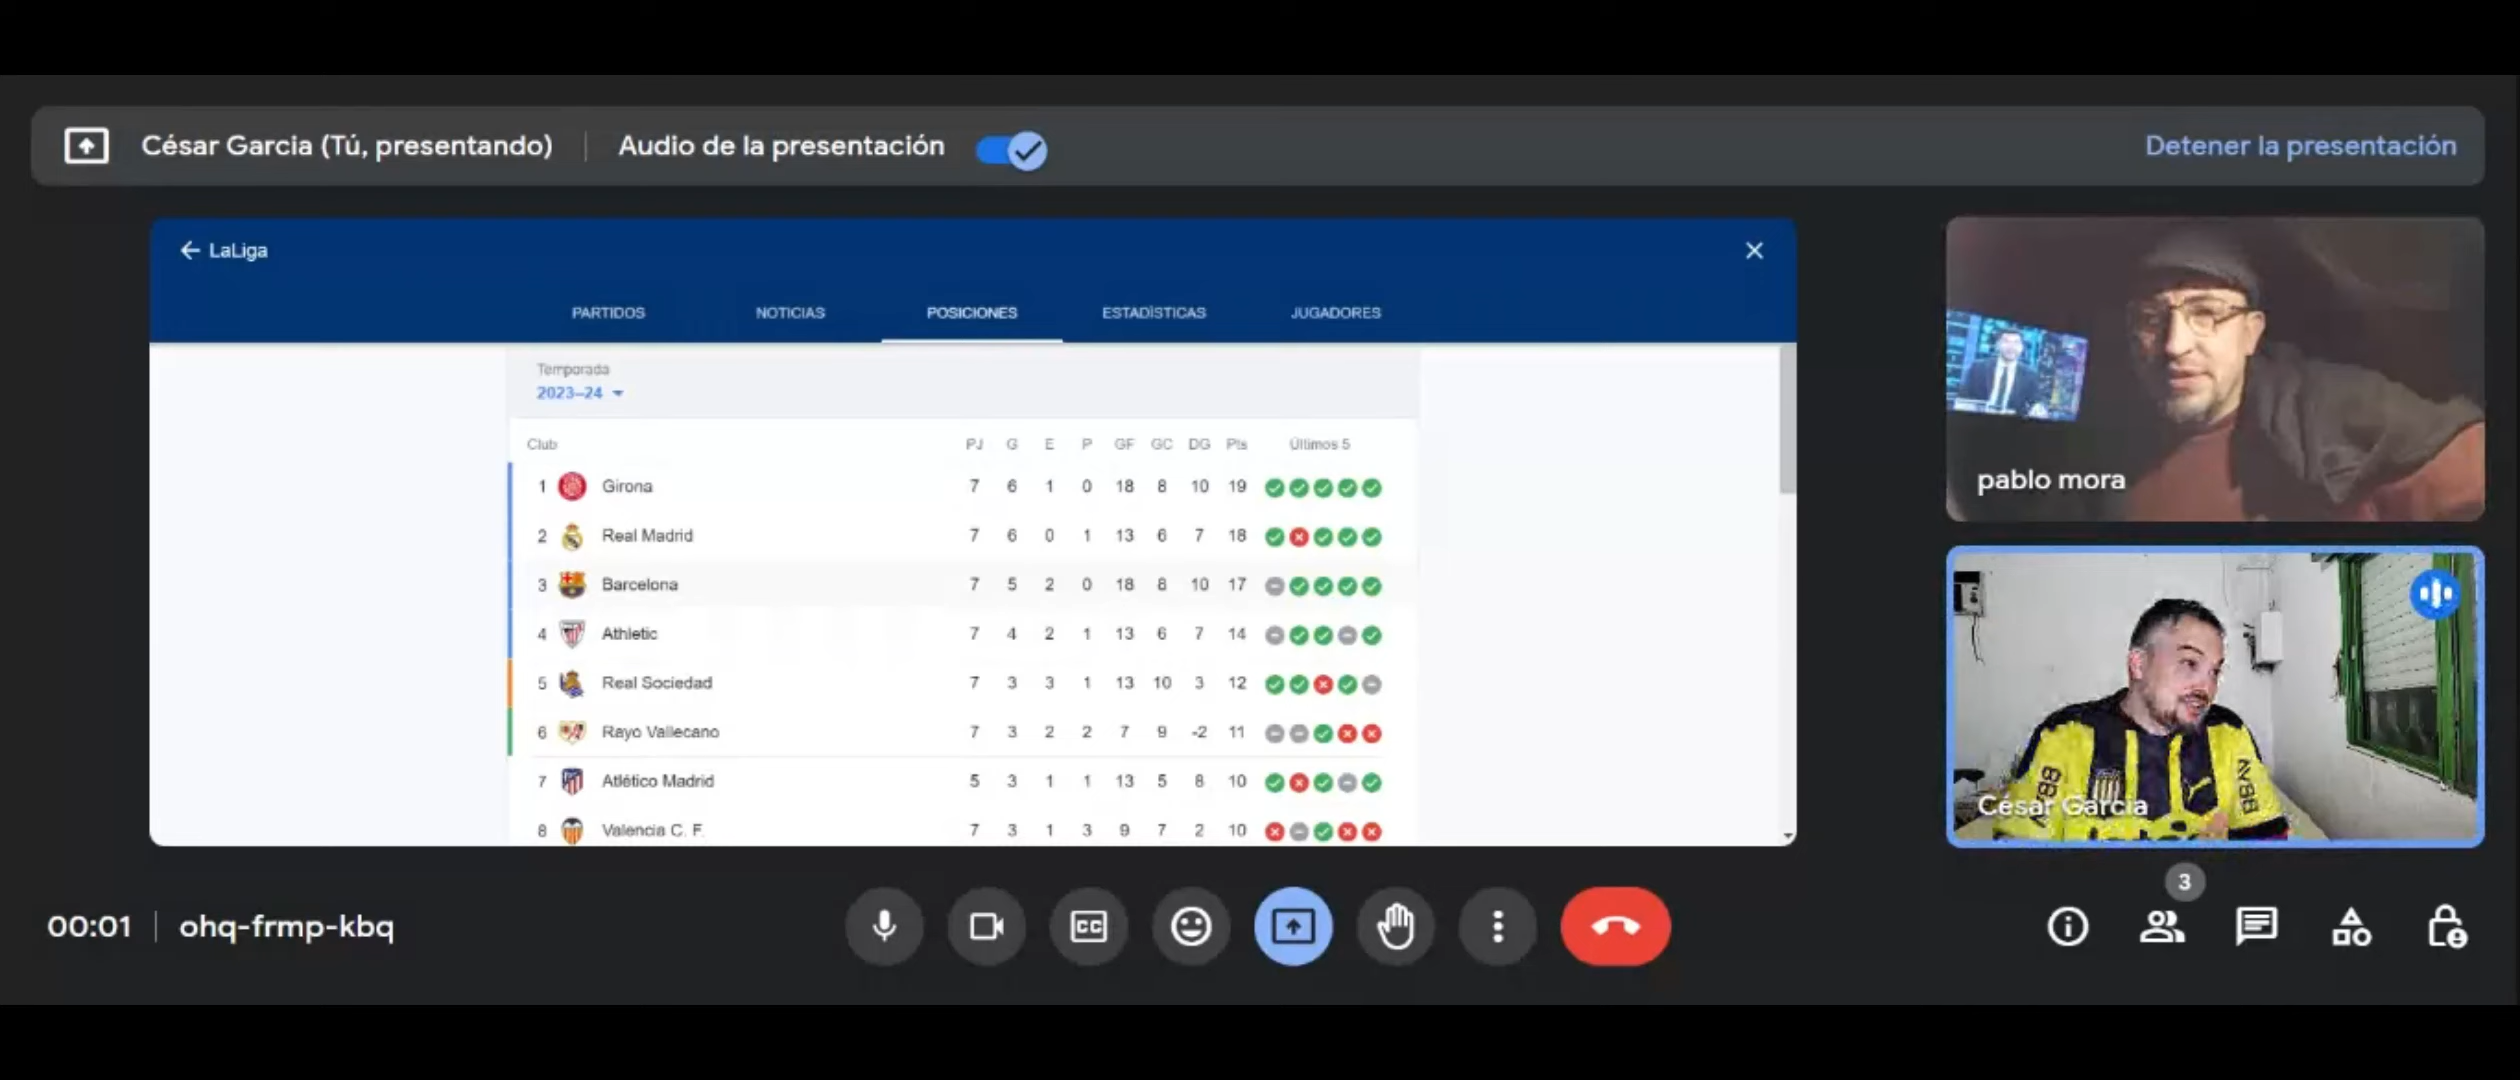 César Garcia (Tú, presentando) Audio de la presentación Detener la presentación
LaLiga
PARTIDOS NOTICIAS POSICIONES ESTADÍSTICAS JUGADORES
Temporada
2023–24
Club PJ G E P GF GC DG Pts Últimos 5
1 Girona 7 6 1 0 18 8 10 19
2 Real Madrid 7 6 0 1 13 6 7 18
3 Barcelona 7 5 2 0 18 8 10 17
4 Athletic 7 4 2 1 13 6 7 14
5 Real Sociedad 7 3 3 1 13 10 3 12
6 Rayo Vallecano 7 3 2 2 7 9 -2 11
7 Atlético Madrid 5 3 1 1 13 5 8 10
8 Valencia C. F. 7 3 1 3 9 7 2 10
pablo mora
César Garcia
3
00:01 ohq-frmp-kbq
CC